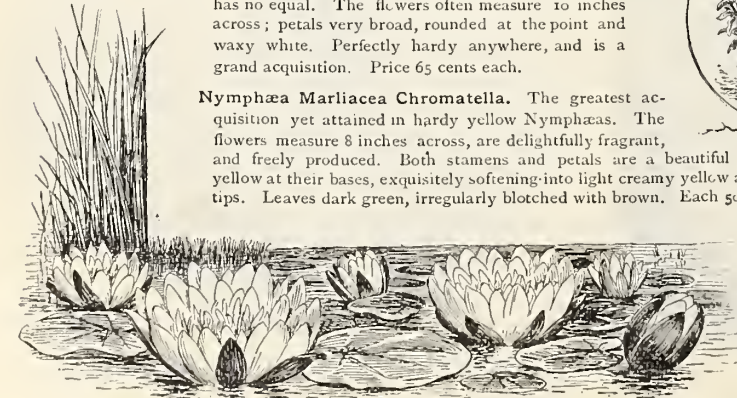 has no equal. The flowers often measure 10 inches
across; petals very broad, rounded at the point and
waxy white. Perfectly hardy anywhere, and is a
grand acquisition. Price 65 cents each.
Nymphæa Marliacea Chromatella. The greatest ac-
quisition yet attained in hardy yellow Nymphæas. The
flowers measure 8 inches across, are delightfully fragrant,
and freely produced. Both stamens and petals are a beautiful
yellow at their bases, exquisitely softening into light creamy yellow
tips. Leaves dark green, irregularly blotched with brown. Each